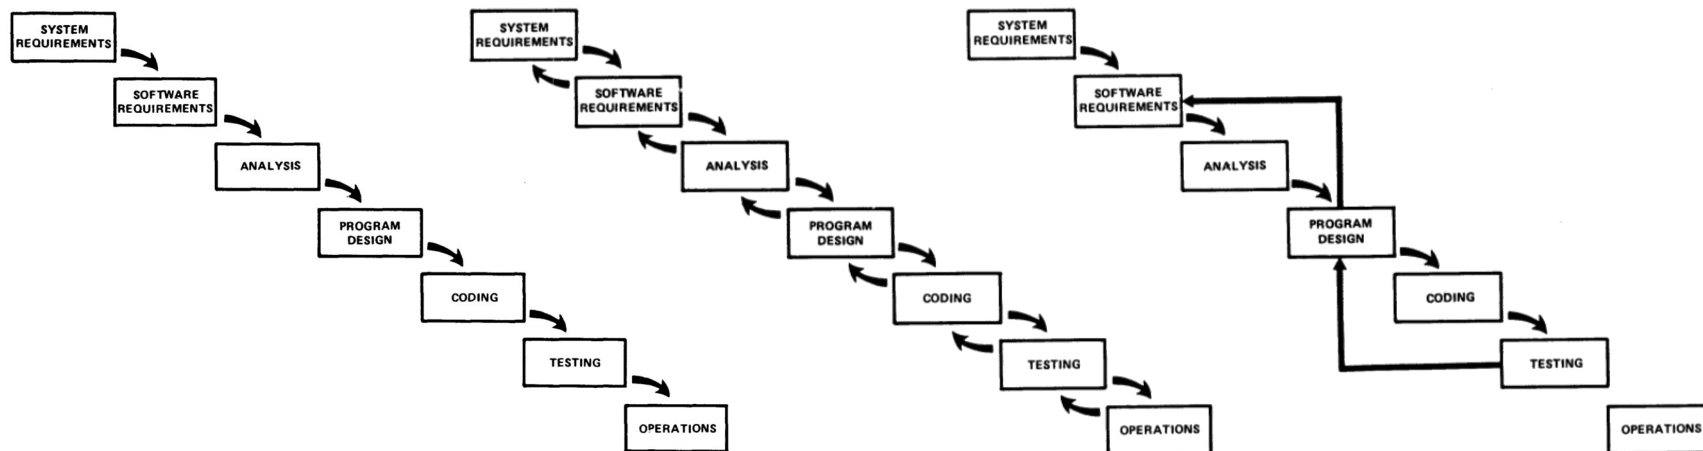 SYSTEM
REQUIREMENTS
SOFTWARE
REQUIREMENTS
ANALYSIS
PROGRAM
DESIGN
CODING
TESTING
OPERATIONS
SYSTEM
REQUIREMENTS
SOFTWARE
REQUIREMENTS
ANALYSIS
PROGRAM
DESIGN
CODING
TESTING
OPERATIONS
SYSTEM
REQUIREMENTS
SOFTWARE
REQUIREMENTS
ANALYSIS
PROGRAM
DESIGN
CODING
TESTING
OPERATIONS